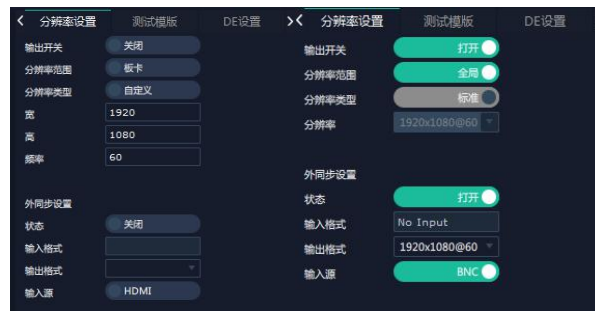 分辨率设置 测试模版 DE设置
输出开关 关闭
分辨率范围 板卡
分辨率类型 自定义
宽 1920
高 1080
频率 60
外同步设置
状态 关闭
输入格式
输出格式
输入源 HDMI
分辨率设置 测试模版 DE设置
输出开关 打开
分辨率范围 全局
分辨率类型 标准
分辨率 1920x1080@60
外同步设置
状态 打开
输入格式 No Input
输出格式 1920x1080@60
输入源 BNC